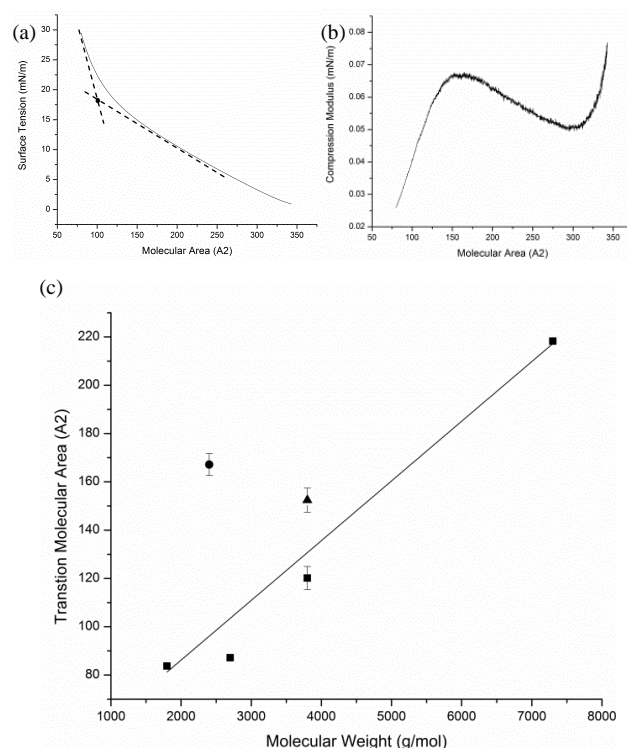 (a)
Surface Tension (mN/m)
30
25
20
15
10
5
0
50 100 150 200 250 300 350
Molecular Area (A2)
(b)
Compression Modulus (mN/m)
0.08
0.07
0.06
0.05
0.04
0.03
0.02
50 100 150 200 250 300 350
Molecular Area (A2)
(c)
Transtion Molecular Area (A2)
220
200
180
160
140
120
100
80
1000 2000 3000 4000 5000 6000 7000 8000
Molecular Weight (g/mol)